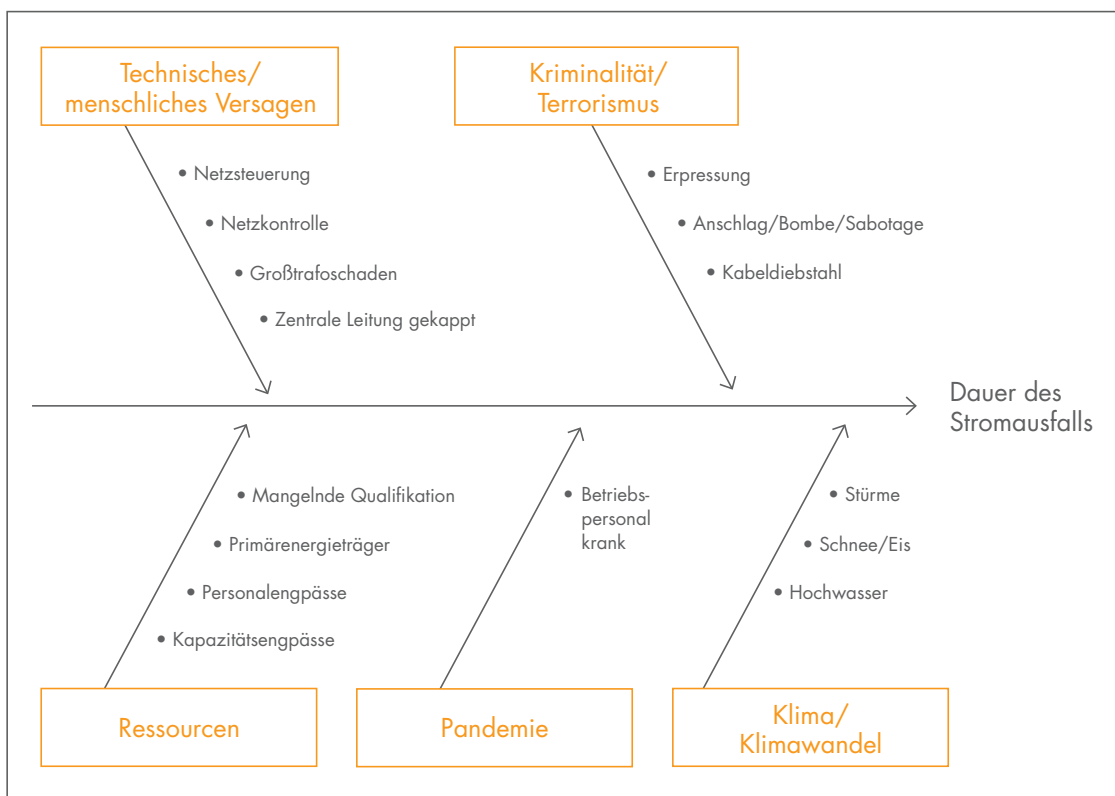 Technisches/
menschliches Versagen
Kriminalität/
Terrorismus
• Netzsteuerung
• Netzkontrolle
• Großtrafoschaden
• Zentrale Leitung gekappt
• Erpressung
• Anschlag/Bombe/Sabotage
• Kabeldiebstahl
Dauer des
Stromausfalls
• Mangelnde Qualifikation
• Primärenergieträger
• Personalengpässe
• Kapazitätsengpässe
• Betriebs-
personal
krank
• Stürme
• Schnee/Eis
• Hochwasser
Ressourcen
Pandemie
Klima/
Klimawandel